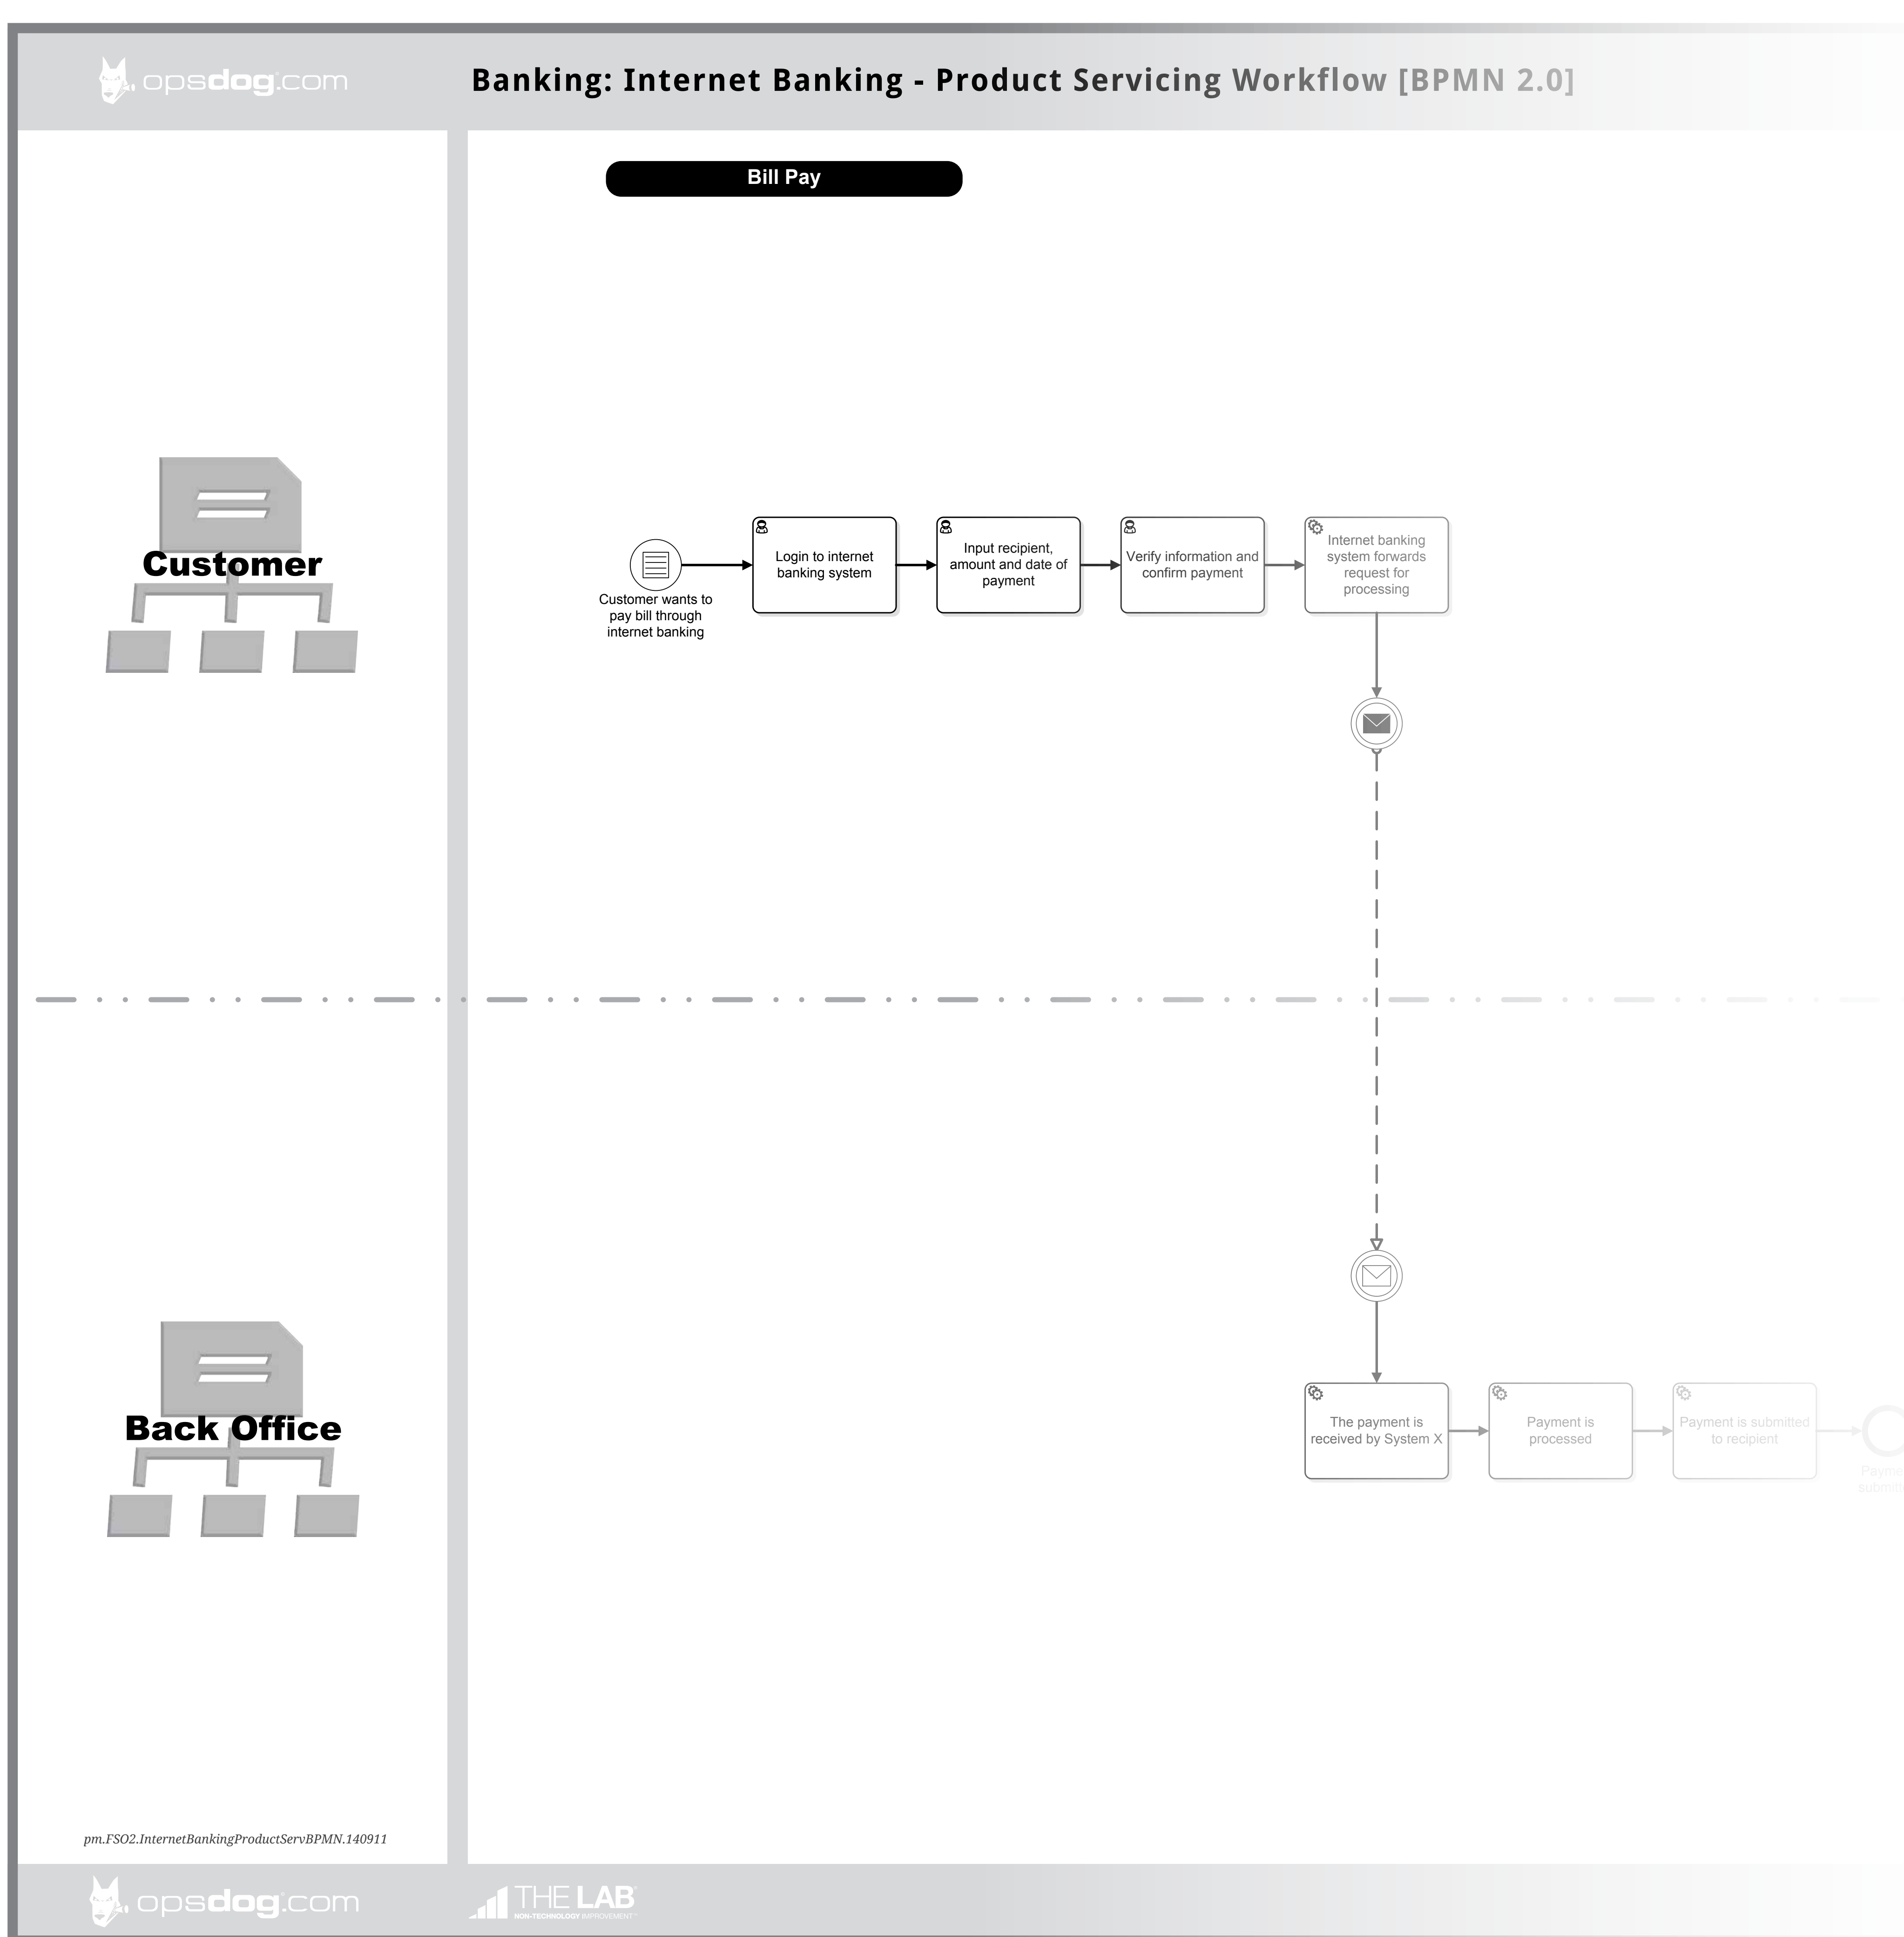 opsdog.com
Banking: Internet Banking - Product Servicing Workflow [BPMN 2.0]
Bill Pay
Customer
Customer wants to
pay bill through
internet banking
Login to internet
banking system
Input recipient,
amount and date of
payment
Verify information and
confirm payment
Internet banking
system forwards
request for
processing
Back Office
The payment is
received by System X
Payment is
processed
Payment is submitted
to recipient
pm.FSO2.InternetBankingProductServBPMN.140911
opsdog.com
THE LAB
NON-TECHNOLOGY IMPROVEMENT™